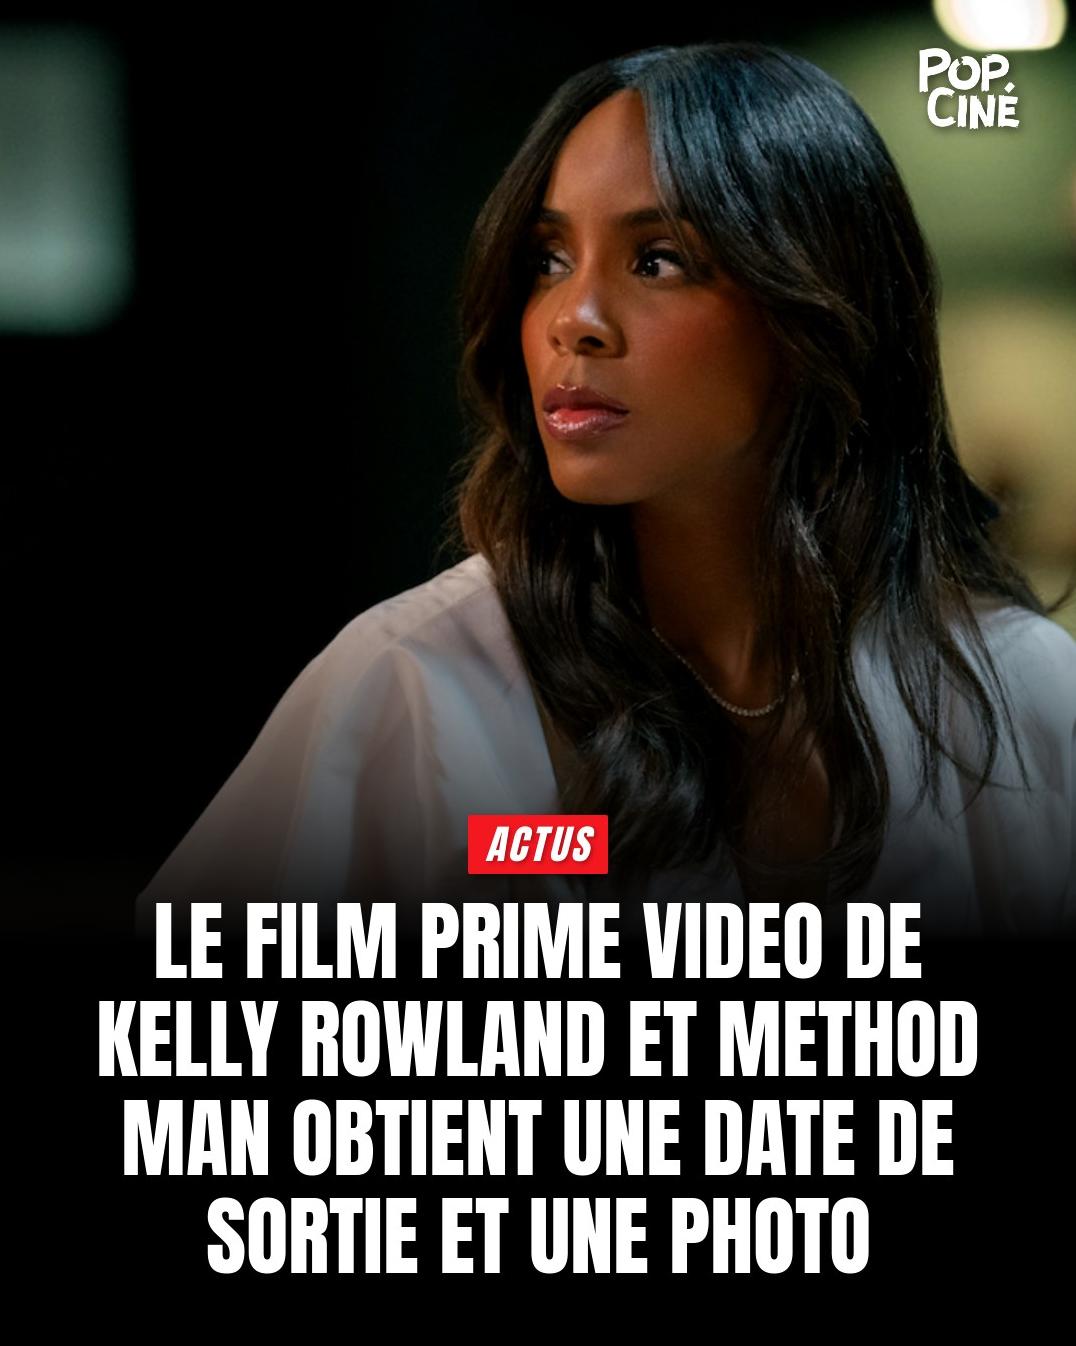 POP.
CINÉ
ACTUS
LE FILM PRIME VIDEO DE
KELLY ROWLAND ET METHOD
MAN OBTIENT UNE DATE DE
SORTIE ET UNE PHOTO